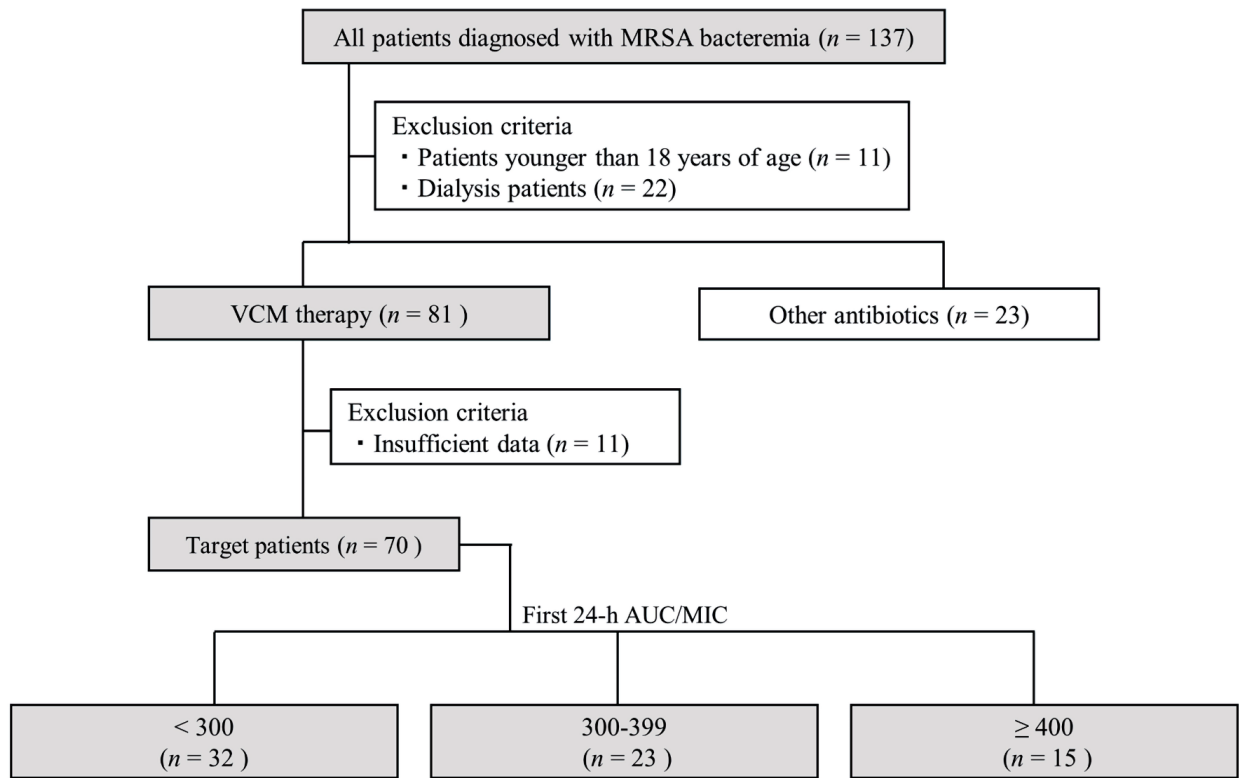 All patients diagnosed with MRSA bacteremia (n = 137)
Exclusion criteria
・Patients younger than 18 years of age (n = 11)
・Dialysis patients (n = 22)
VCM therapy (n = 81 )
Other antibiotics (n = 23)
Exclusion criteria
・Insufficient data (n = 11)
Target patients (n = 70 )
First 24-h AUC/MIC
< 300
(n = 32 )
300-399
(n = 23 )
≥ 400
(n = 15 )